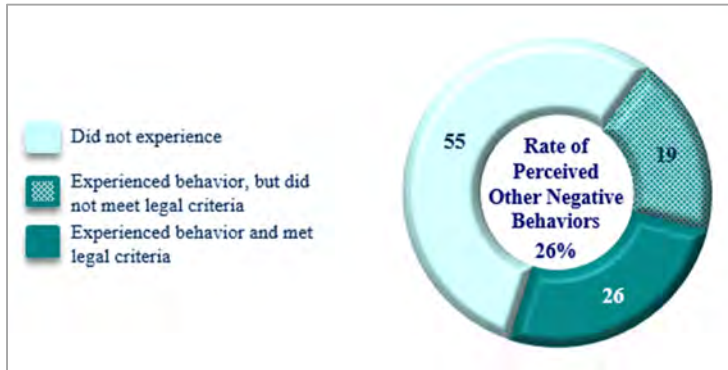 Did not experience
Experienced behavior, but did
not meet legal criteria
Experienced behavior and met
legal criteria
55
19
26
Rate of
Perceived
Other Negative
Behaviors
26%